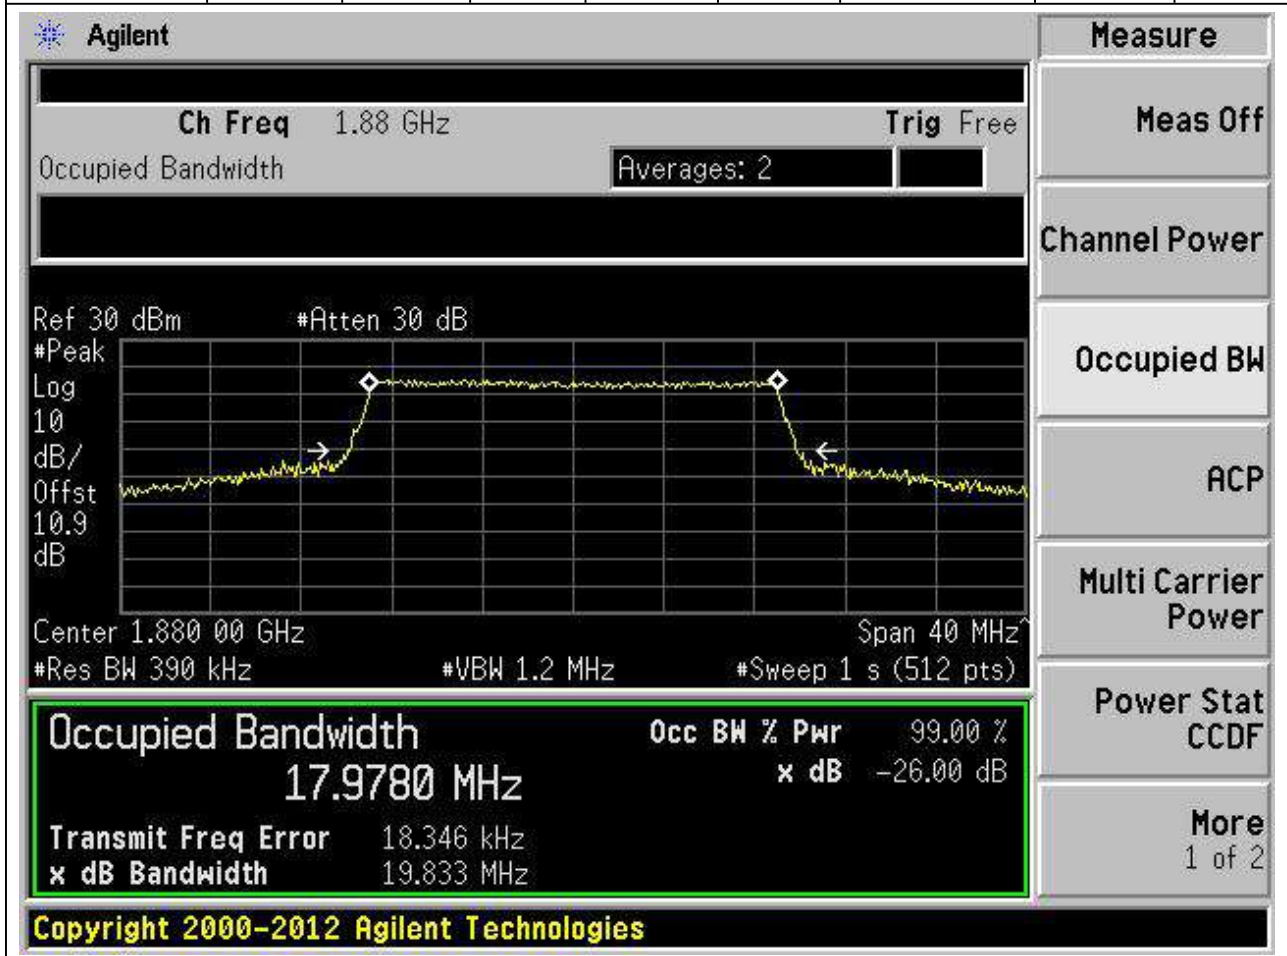 Agilent
Measure
Ch Freq 1.88 GHz Trig Free
Meas Off
Occupied Bandwidth Averages: 2
Channel Power
Ref 30 dBm #Atten 30 dB
#Peak
Log
10
dB/
Offst
10.9
dB
Occupied BW
ACP
Multi Carrier
Power
Center 1.880 00 GHz Span 40 MHz^
#Res BW 390 kHz #VBW 1.2 MHz #Sweep 1 s (512 pts)
Power Stat
CCDF
Occupied Bandwidth Occ BW % Pwr 99.00 %
17.9780 MHz x dB -26.00 dB
Transmit Freq Error 18.346 kHz
x dB Bandwidth 19.833 MHz
More
1 of 2
Copyright 2000-2012 Agilent Technologies